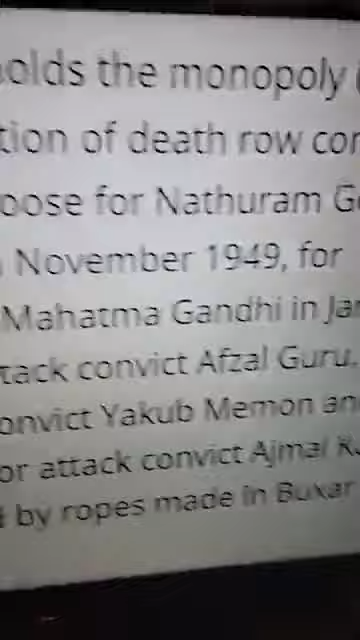 olds the monopoly
tion of death row con
oose for Nathuram G
November 1949, for
Mahatma Gandhi in Jan
tack convict Afzal Guru,
onvict Yakub Memon an
or attack convict Ajmal K
by ropes made in Buxar